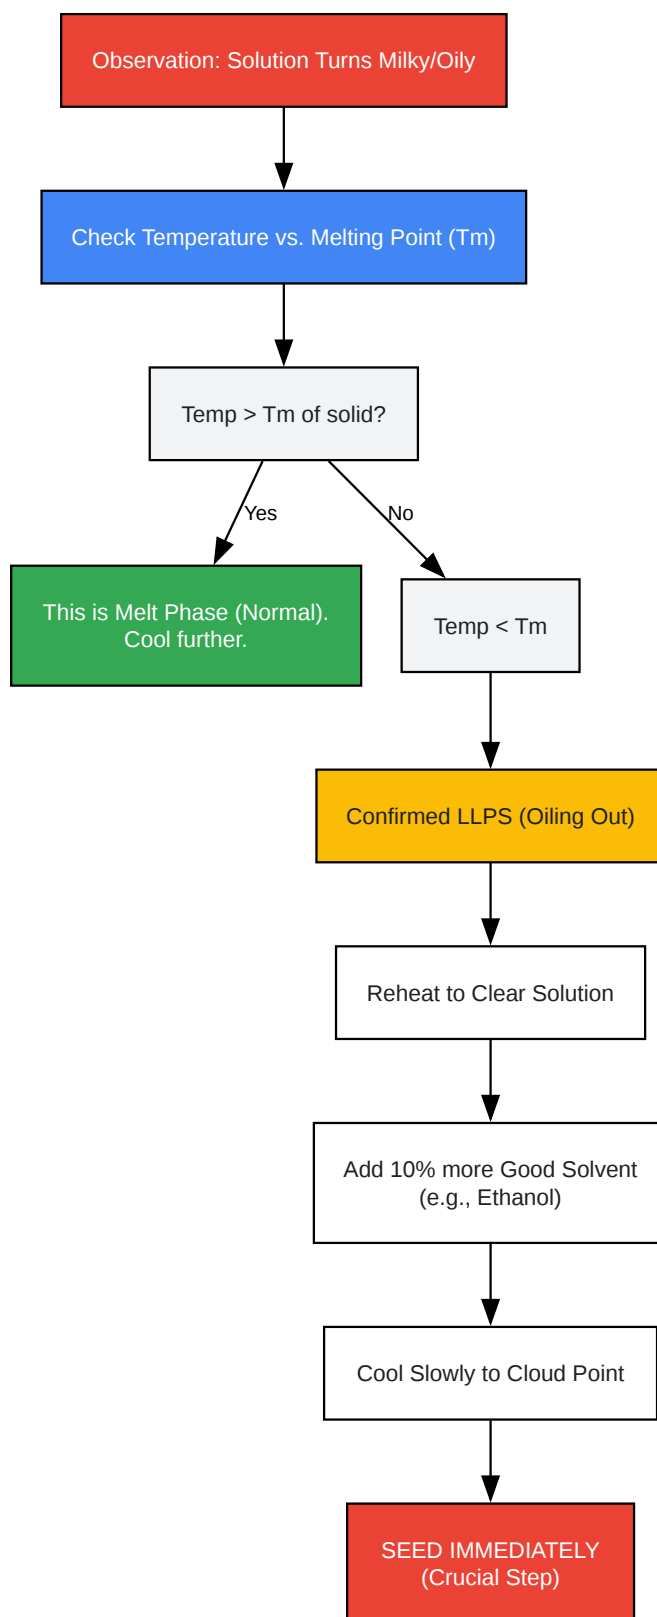 Observation: Solution Turns Milky/Oily
Check Temperature vs. Melting Point (Tm)
Temp > Tm of solid?
Yes
No
This is Melt Phase (Normal).
Cool further.
Temp < Tm
Confirmed LLPS (Oiling Out)
Reheat to Clear Solution
Add 10% more Good Solvent
(e.g., Ethanol)
Cool Slowly to Cloud Point
SEED IMMEDIATELY
(Crucial Step)